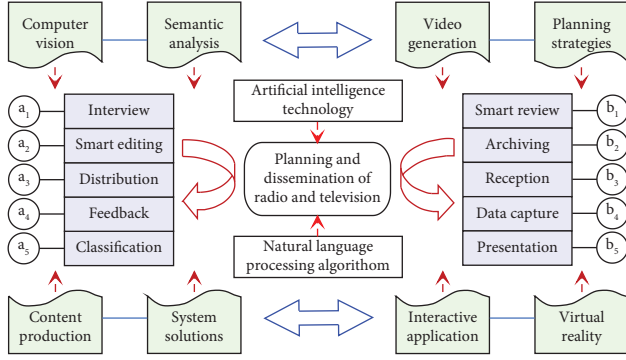 Computer
vision
Semantic
analysis
Video
generation
Planning
strategies
a1
Interview
a2
Smart editing
a3
Distribution
a4
Feedback
a5
Classification
Artificial intelligence
technology
Planning and
dissemination of
radio and television
Natural language
processing algorithom
Smart review
b1
Archiving
b2
Reception
b3
Data capture
b4
Presentation
b5
Content
production
System
solutions
Interactive
application
Virtual
reality